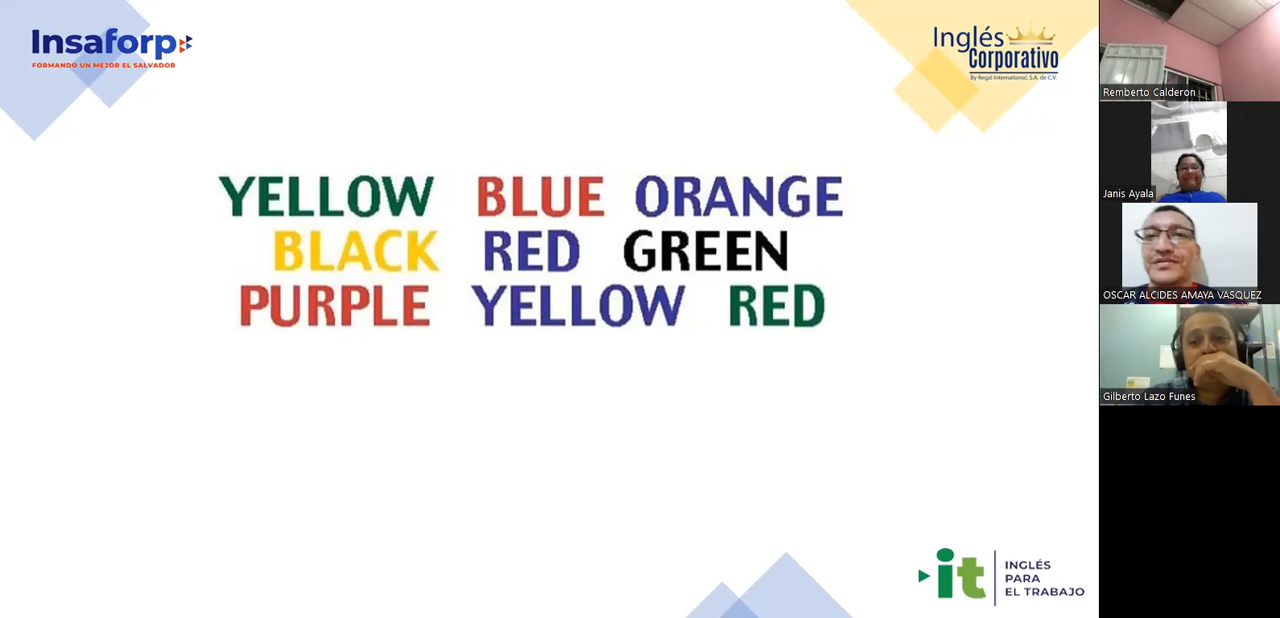 Insaforp
FORMANDO UN MEJOR EL SALVADOR
Inglés
Corporativo
By Regal International, S.A. de C.V.
YELLOW BLUE ORANGE
BLACK RED GREEN
PURPLE YELLOW RED
it
INGLÉS
PARA
EL TRABAJO
Remberto Calderon
Janis Ayala
OSCAR ALCIDES AMAYA VASQUEZ
Gilberto Lazo Funes